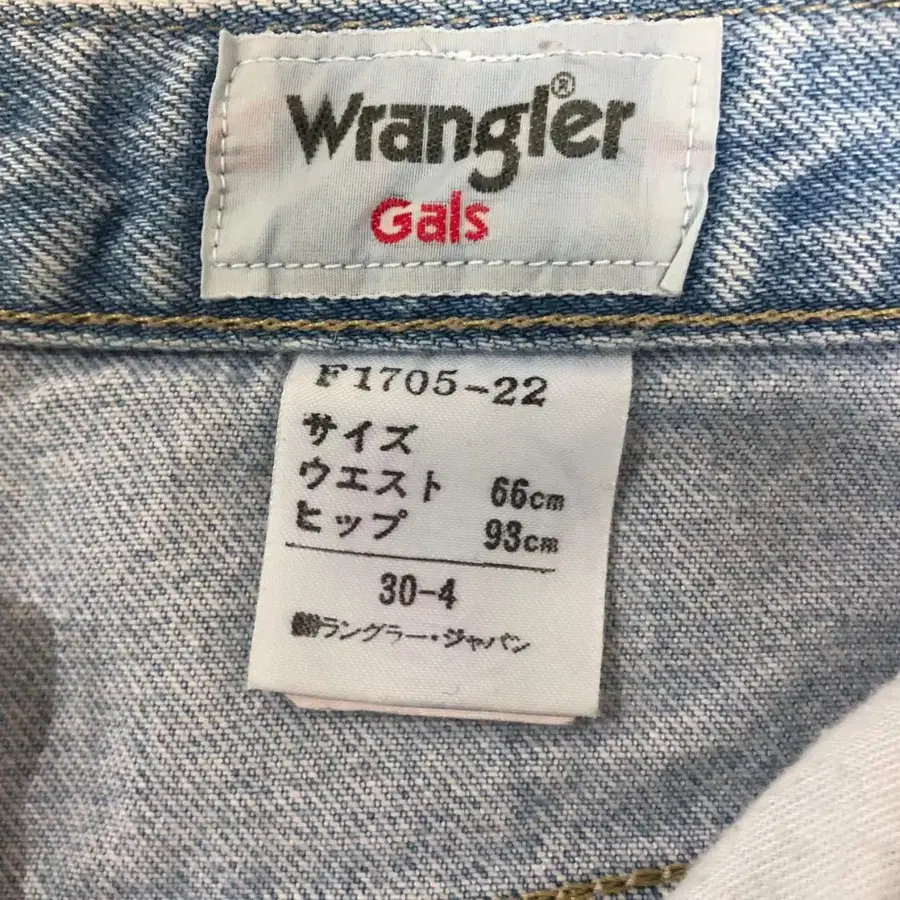 Wrangler®
Gals
F1705-22
サイズ
ウエスト 66cm
ヒップ 93cm
30-4
ラングラー・ジャパン